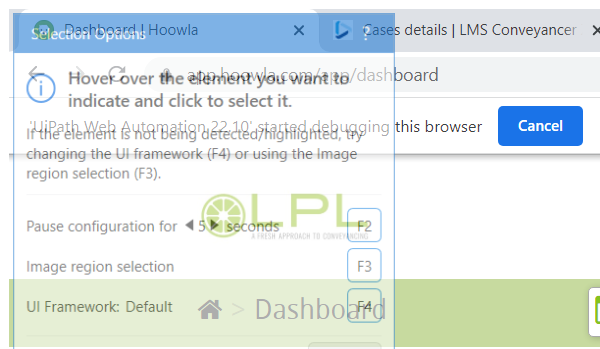 Dashboard | Hoowla
Cases details | LMS Conveyancer
Selection Options
?
app.hoowla.com/app/dashboard
Hover over the element you want to
indicate and click to select it.
'UiPath Web Automation 22.10' started debugging this browser
Cancel
If the element is not being detected/highlighted, try
changing the UI framework (F4) or using the Image
region selection (F3).
LPL
A FRESH APPROACH TO CONVEYANCING
Pause configuration for 5 seconds F2
Image region selection F3
UI Framework: Default F4
> Dashboard